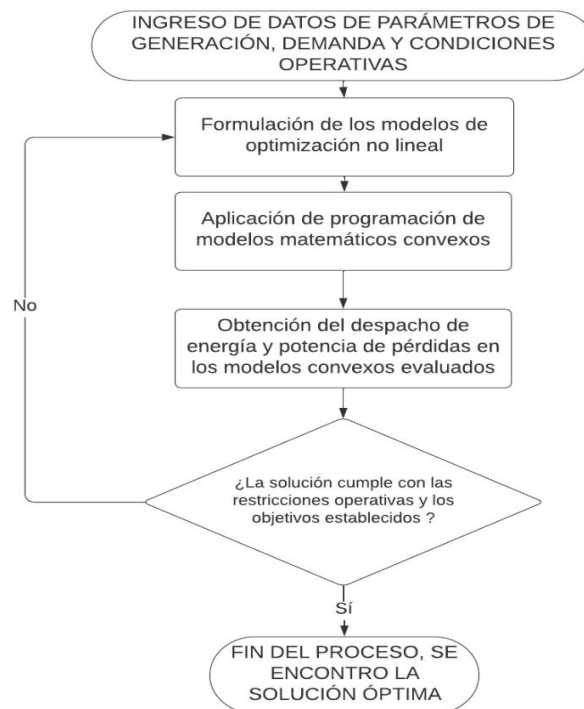 INGRESO DE DATOS DE PARÁMETROS DE
GENERACIÓN, DEMANDA Y CONDICIONES
OPERATIVAS
Formulación de los modelos de
optimización no lineal
Aplicación de programación de
modelos matemáticos convexos
No
Obtención del despacho de
energía y potencia de pérdidas en
los modelos convexos evaluados
¿La solución cumple con las
restricciones operativas y los
objetivos establecidos ?
Sí
FIN DEL PROCESO, SE
ENCONTRO LA
SOLUCIÓN ÓPTIMA